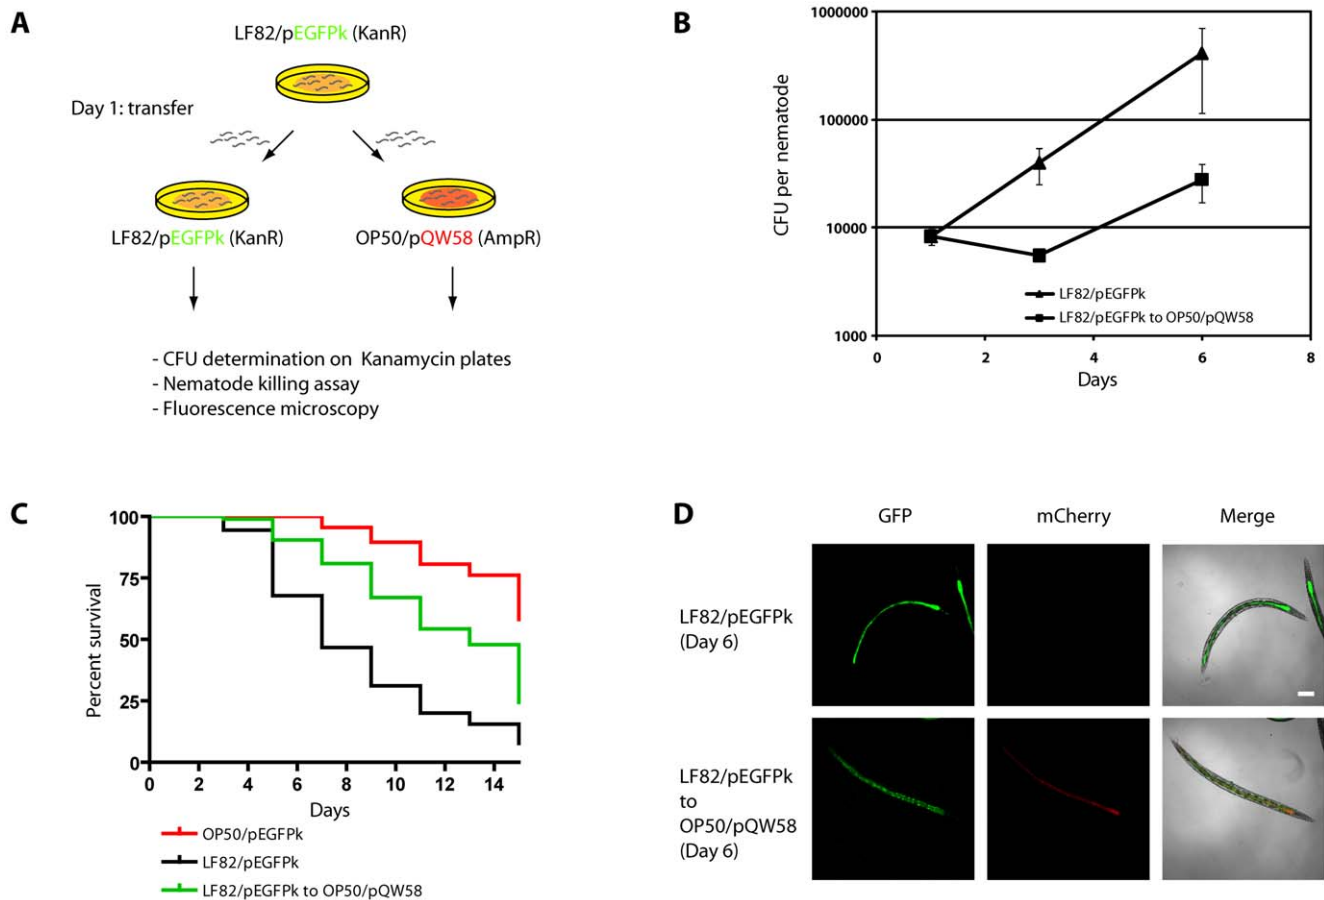 A
LF82/pEGFPk (KanR)
Day 1: transfer
LF82/pEGFPk (KanR)
OP50/pQW58 (AmpR)
- CFU determination on Kanamycin plates
- Nematode killing assay
- Fluorescence microscopy
B
CFU per nematode
1000000
100000
10000
1000
0 2 4 6 8
Days
LF82/pEGFPk
LF82/pEGFPk to OP50/pQW58
C
Percent survival
100
75
50
25
0
0 2 4 6 8 10 12 14
Days
OP50/pEGFPk
LF82/pEGFPk
LF82/pEGFPk to OP50/pQW58
D
GFP mCherry Merge
LF82/pEGFPk
(Day 6)
LF82/pEGFPk
to
OP50/pQW58
(Day 6)